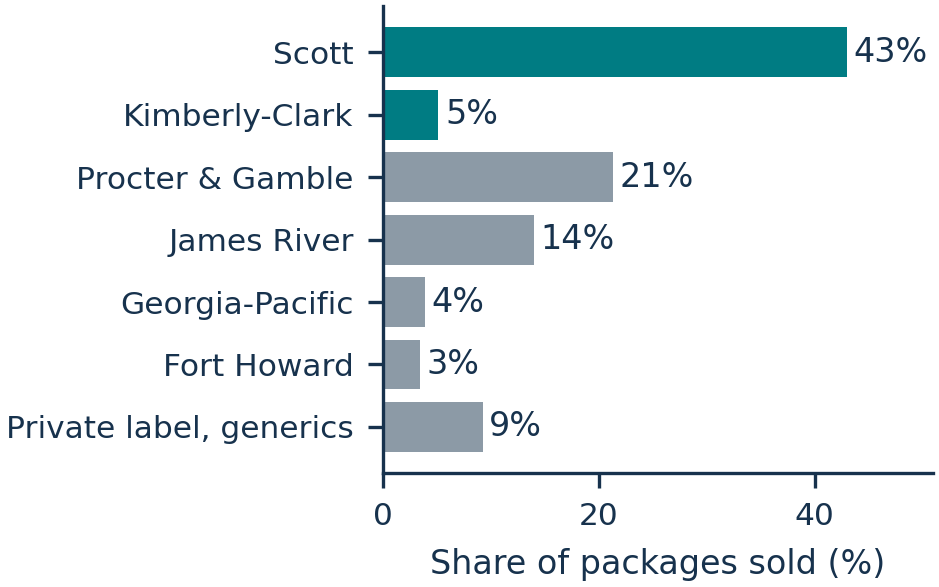 Scott 43%
Kimberly-Clark 5%
Procter & Gamble 21%
James River 14%
Georgia-Pacific 4%
Fort Howard 3%
Private label, generics 9%
0 20 40
Share of packages sold (%)